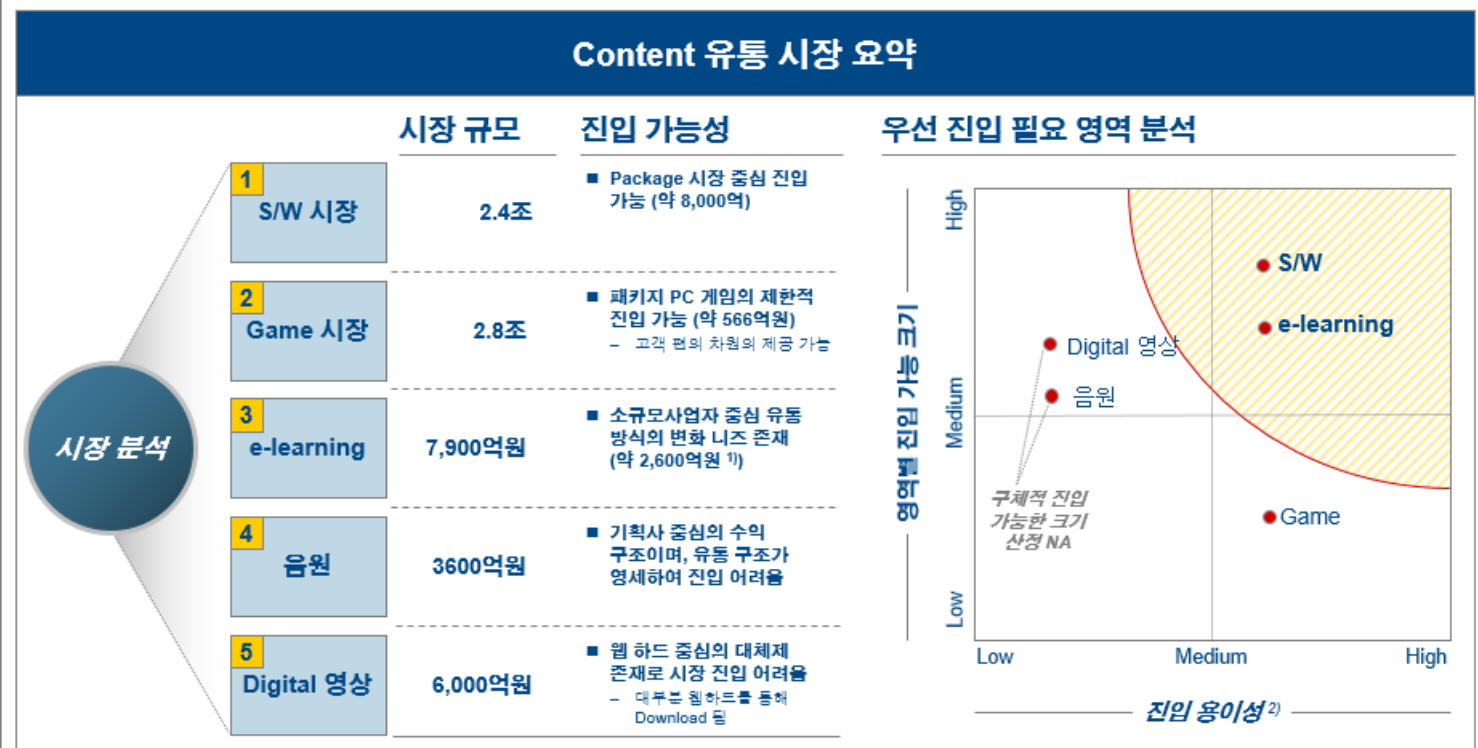 Content 유통 시장 요약
시장 규모
진입 가능성
우선 진입 필요 영역 분석
시장 분석
1
S/W 시장
2.4조
■ Package 시장 중심 진입
가능 (약 8,000억)
2
Game 시장
2.8조
■ 패키지 PC 게임의 제한적
진입 가능 (약 566억원)
– 고객 편의 차원의 제공 가능
3
e-learning
7,900억원
■ 소규모사업자 중심 유통
방식의 변화 니즈 존재
(약 2,600억원 1))
4
음원
3600억원
■ 기획사 중심의 수익
구조이며, 유통 구조가
영세하여 진입 어려움
5
Digital 영상
6,000억원
■ 웹 하드 중심의 대체제
존재로 시장 진입 어려움
– 대부분 웹하드를 통해
Download 됨
영역별 진입 가능 크기
High
Medium
Low
S/W
e-learning
Digital 영상
음원
구체적 진입
가능한 크기
산정 NA
Game
Low
Medium
High
진입 용이성 2)